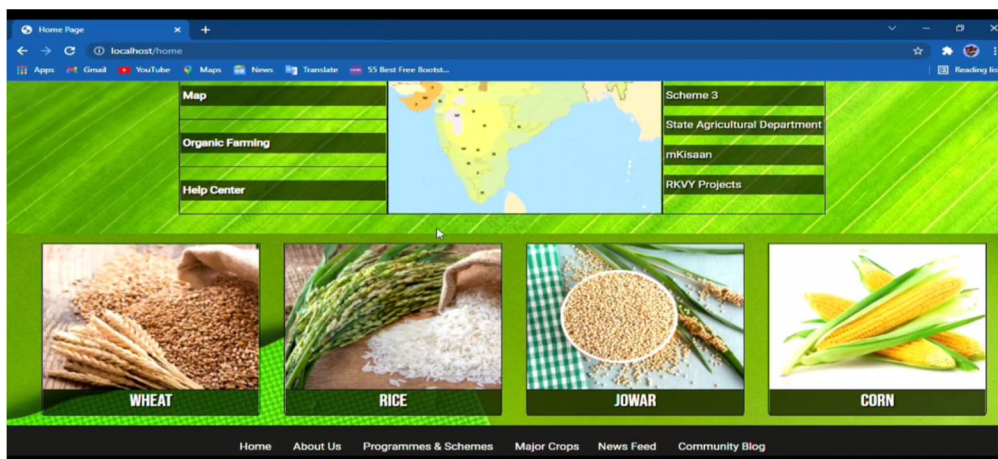 Home Page
localhost/home
Apps Gmail YouTube Maps News Translate 55 Best Free Bootst... Reading lis
Map
Organic Farming
Help Center
Scheme 3
State Agricultural Department
mKisaan
RKVY Projects
WHEAT RICE JOWAR CORN
Home About Us Programmes & Schemes Major Crops News Feed Community Blog